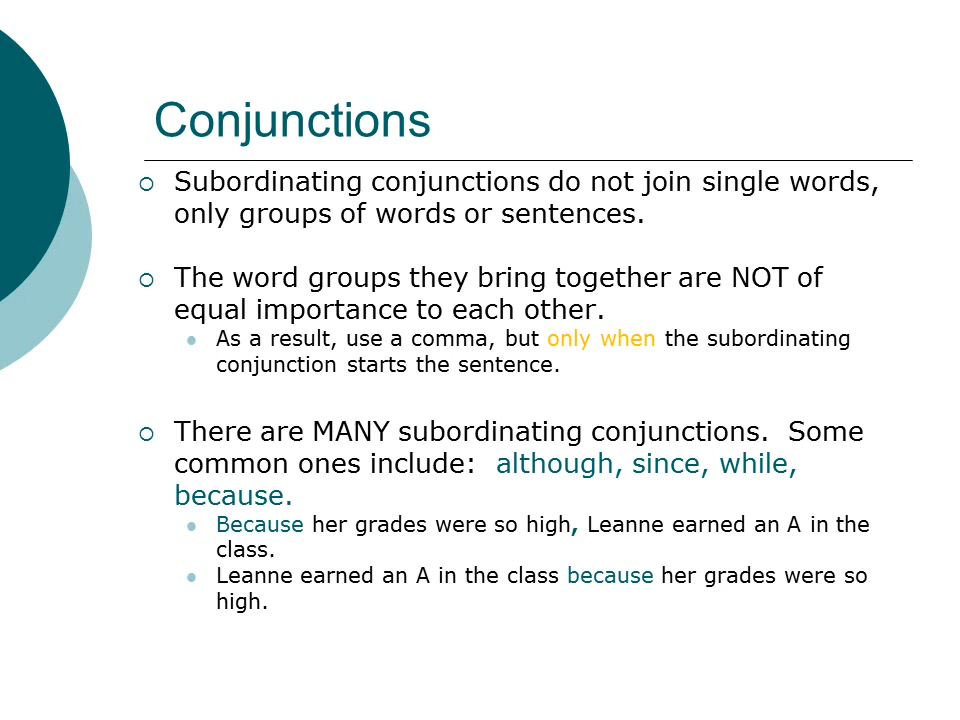 Conjunctions
Subordinating conjunctions do not join single words,
only groups of words or sentences.
The word groups they bring together are NOT of
equal importance to each other.
As a result, use a comma, but only when the subordinating
conjunction starts the sentence.
There are MANY subordinating conjunctions.  Some
common ones include:  although, since, while,
because.
Because her grades were so high, Leanne earned an A in the
class.
Leanne earned an A in the class because her grades were so
high.